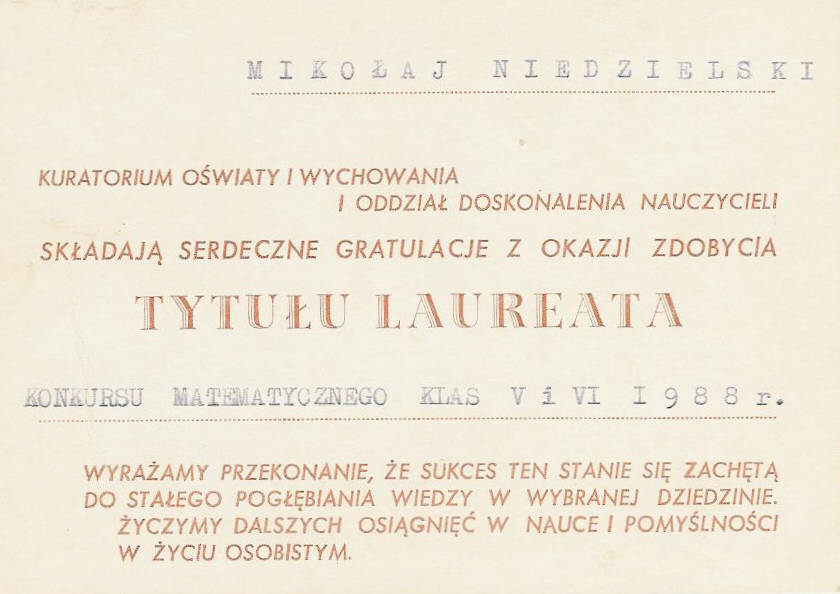 MIKOŁAJ NIEDZIELSKI
KURATORIUM OŚWIATY I WYCHOWANIA
I ODDZIAŁ DOSKONALENIA NAUCZYCIELI
SKŁADAJĄ SERDECZNE GRATULACJE Z OKAZJI ZDOBYCIA
TYTUŁU LAUREATA
KONKURSU MATEMATYCZNEGO KLAS V i VI 1988 r.
WYRAŻAMY PRZEKONANIE, ŻE SUKCES TEN STANIE SIĘ ZACHĘTĄ
DO STAŁEGO POGŁĘBIANIA WIEDZY W WYBRANEJ DZIEDZINIE.
ŻYCZYMY DALSZYCH OSIĄGNIĘĆ W NAUCE I POMYŚLNOŚCI
W ŻYCIU OSOBISTYM.